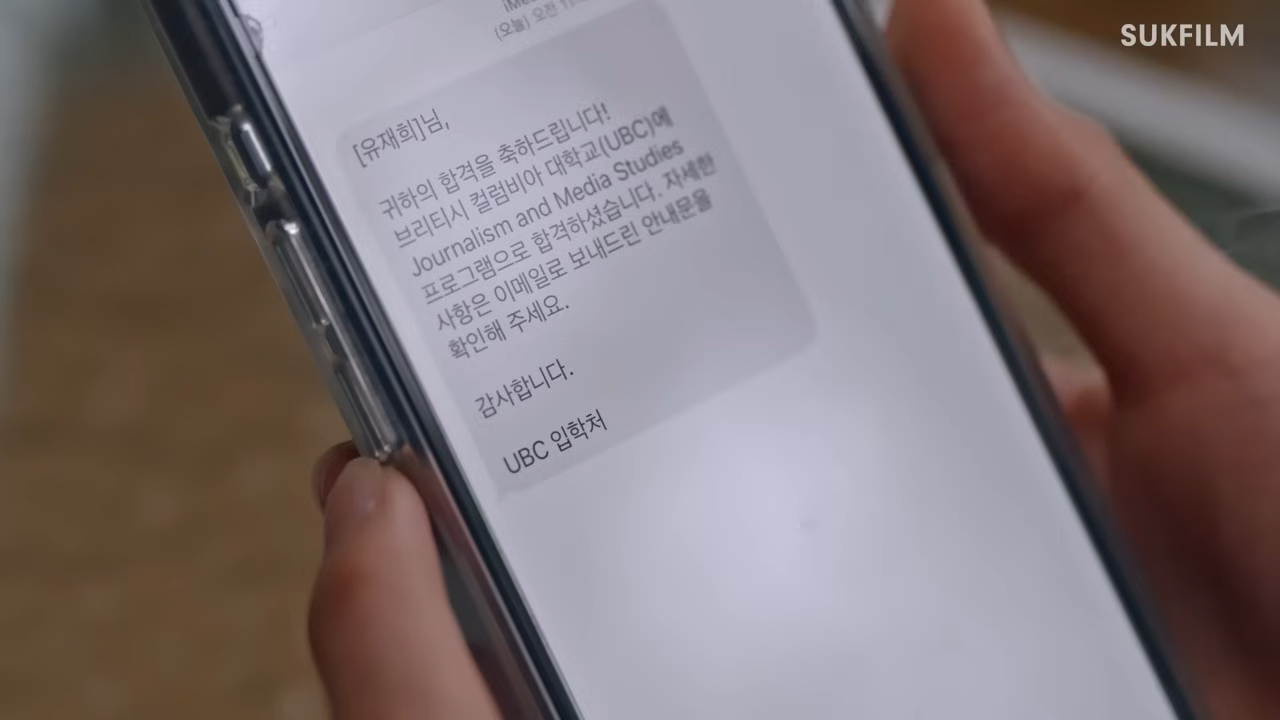 SUKFILM
(오늘) 오전
[유재희]님,
귀하의 합격을 축하드립니다!
브리티시 컬럼비아 대학교(UBC)에
Journalism and Media Studies
프로그램으로 합격하셨습니다. 자세한
사항은 이메일로 보내드린 안내문을
확인해 주세요.
감사합니다.
UBC 입학처